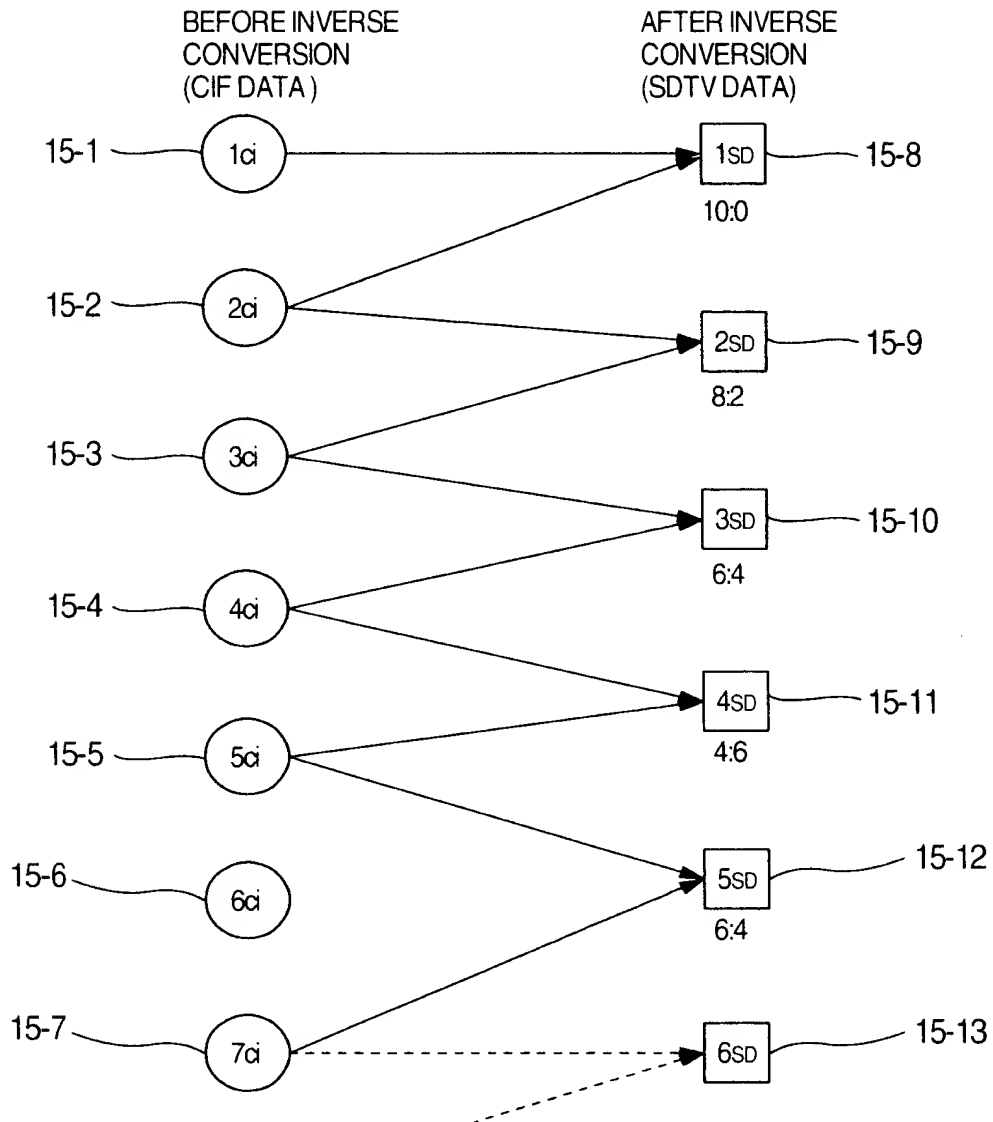 BEFORE INVERSE
CONVERSION
(CIF DATA)
AFTER INVERSE
CONVERSION
(SDTV DATA)
15-1
1ci
1SD
15-8
10:0
15-2
2ci
2SD
15-9
8:2
15-3
3ci
3SD
15-10
6:4
15-4
4ci
4SD
15-11
4:6
15-5
5ci
5SD
15-12
6:4
15-6
6ci
15-7
7ci
6SD
15-13